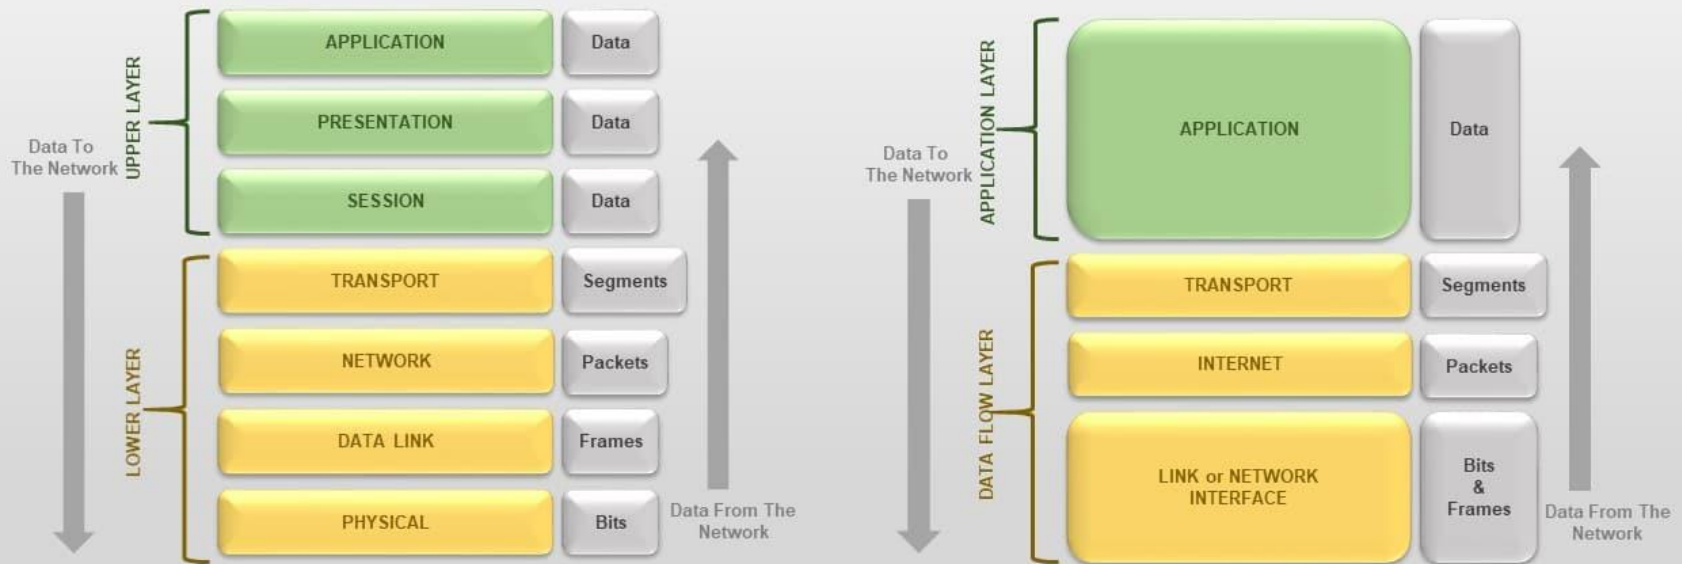 UPPER LAYER
APPLICATION
Data
PRESENTATION
Data
SESSION
Data
Data To
The Network
LOWER LAYER
TRANSPORT
Segments
NETWORK
Packets
DATA LINK
Frames
PHYSICAL
Bits
Data From The
Network
APPLICATION LAYER
APPLICATION
Data
Data To
The Network
DATA FLOW LAYER
TRANSPORT
Segments
INTERNET
Packets
LINK or NETWORK
INTERFACE
Bits
&
Frames
Data From The
Network